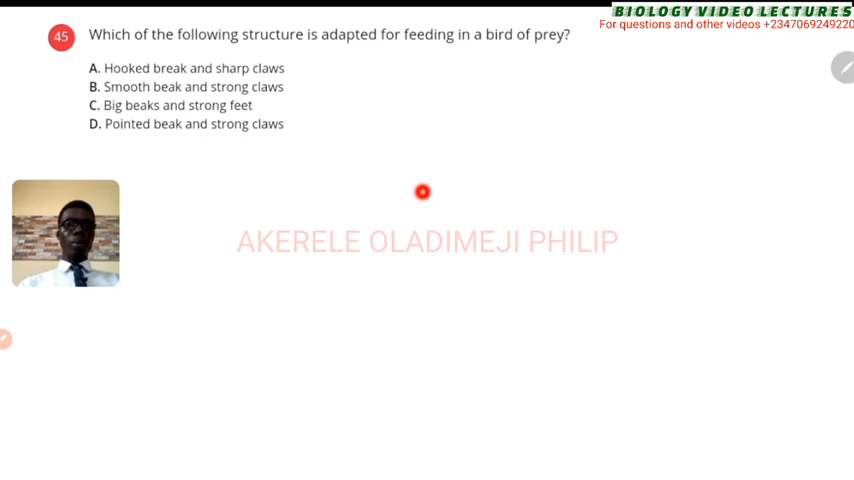 BIOLOGY VIDEO LECTURES
For questions and other videos +2347069249220
45 Which of the following structure is adapted for feeding in a bird of prey?
A. Hooked break and sharp claws
B. Smooth beak and strong claws
C. Big beaks and strong feet
D. Pointed beak and strong claws
AKERELE OLADIMEJI PHILIP